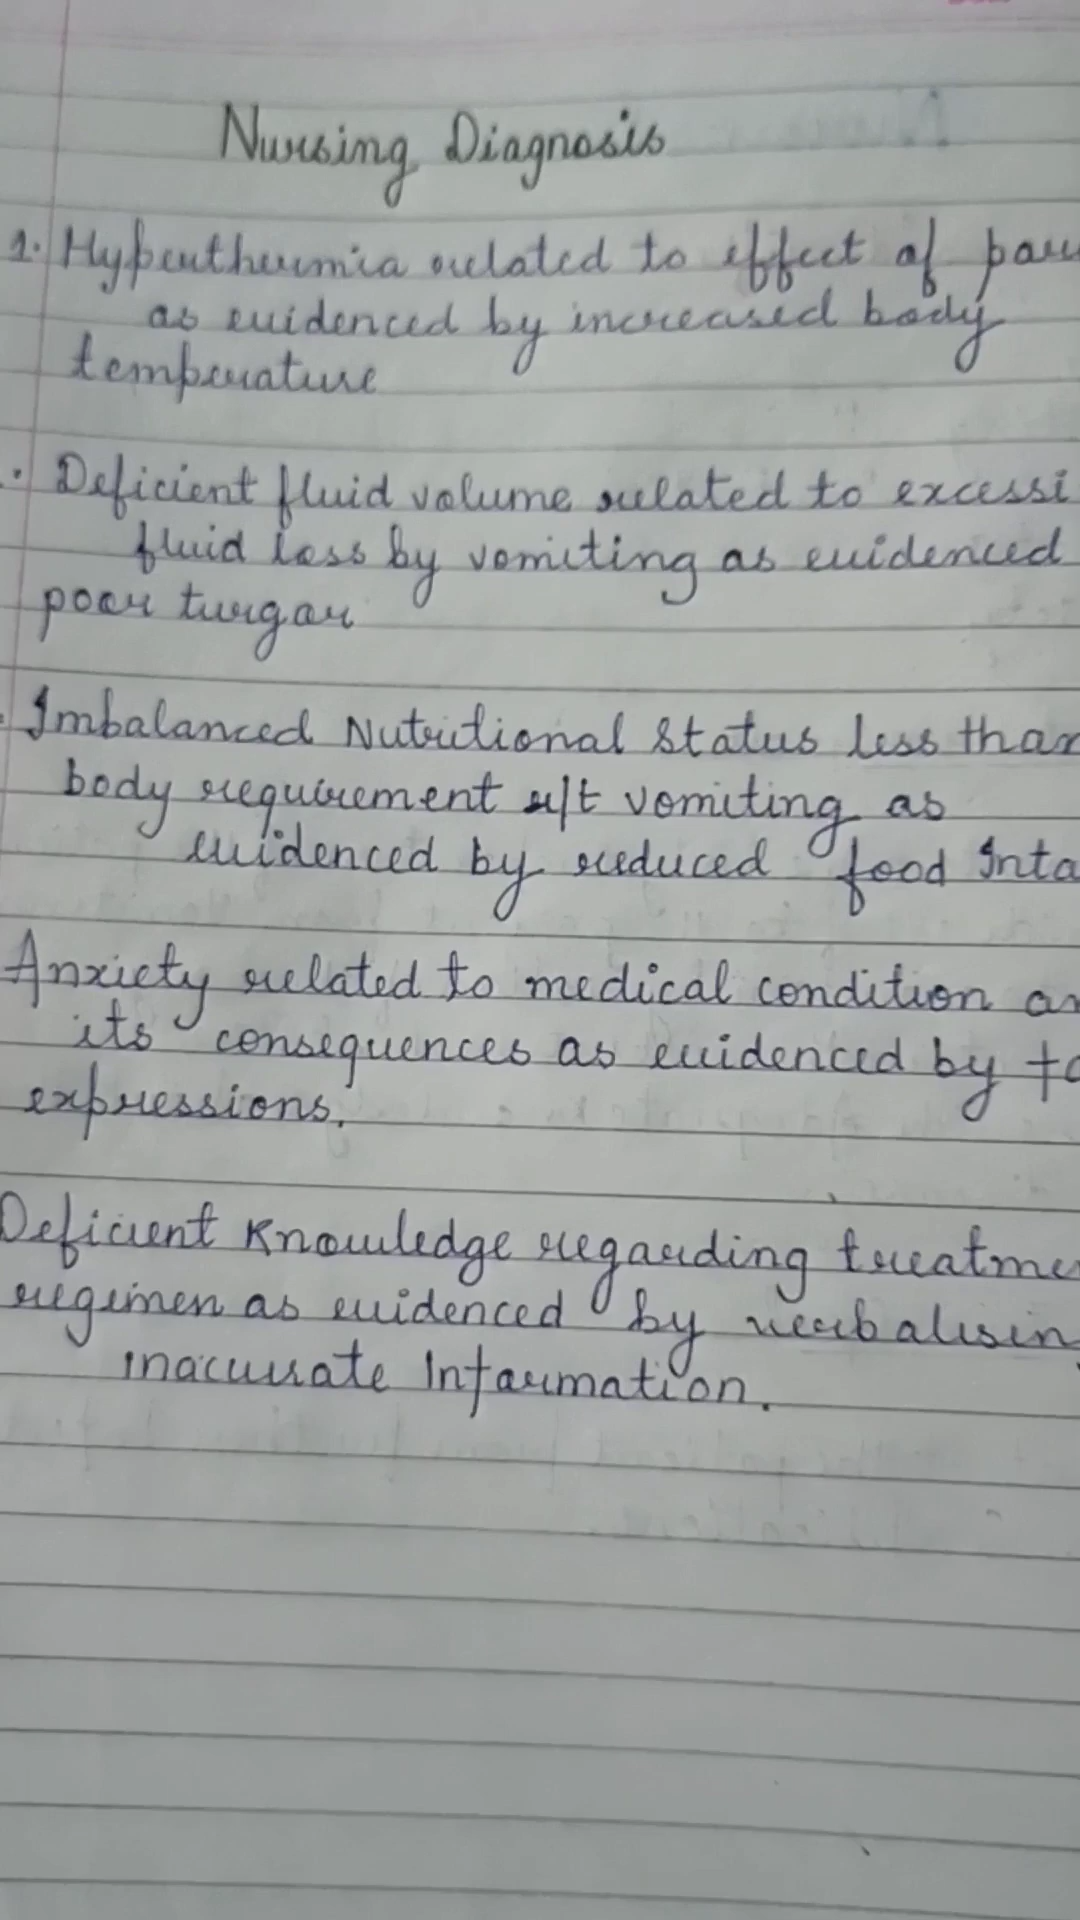 Nursing Diagnosis
1. Hyperthermia related to effect of
as evidenced by increased body
temperature
Deficient fluid volume related to excessi
fluid loss by vomiting as evidenced
poor turgor
Imbalanced Nutritional Status less than
body requirement r/t vomiting as
evidenced by reduced food Inta
Anxiety related to medical condition an
its consequences as evidenced by
expressions.
Deficient Knowledge regarding treatme
regimen as evidenced by verbalisin
inaccurate Information.